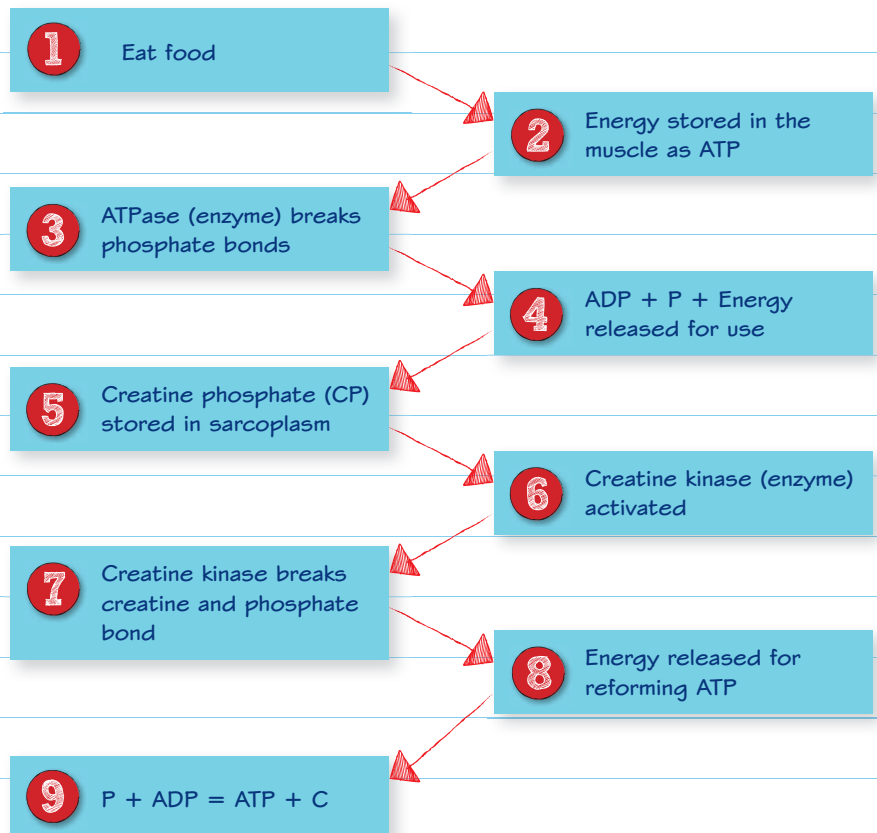 1
Eat food
2
Energy stored in the
muscle as ATP
3
ATPase (enzyme) breaks
phosphate bonds
4
ADP + P + Energy
released for use
5
Creatine phosphate (CP)
stored in sarcoplasm
6
Creatine kinase (enzyme)
activated
7
Creatine kinase breaks
creatine and phosphate
bond
8
Energy released for
reforming ATP
9
P + ADP = ATP + C